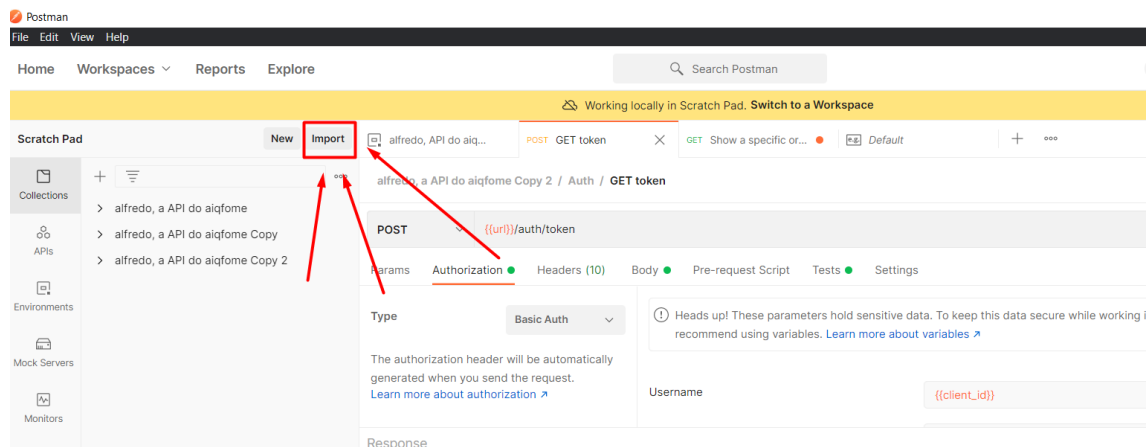 Postman
File Edit View Help
Home Workspaces Reports Explore Search Postman
Working locally in Scratch Pad. Switch to a Workspace
Scratch Pad New Import
alfredo, API do aiq... POST GET token GET Show a specific or... e.g. Default
Collections
APIs
Environments
Mock Servers
Monitors
alfredo, a API do aiqfome
alfredo, a API do aiqfome Copy
alfredo, a API do aiqfome Copy 2
alfredo, a API do aiqfome Copy 2 / Auth / GET token
POST {{url}}/auth/token
Params Authorization Headers (10) Body Pre-request Script Tests Settings
Type Basic Auth
The authorization header will be automatically
generated when you send the request.
Learn more about authorization ↗
Heads up! These parameters hold sensitive data. To keep this data secure while working i
recommend using variables. Learn more about variables ↗
Username {{client_id}}
Response